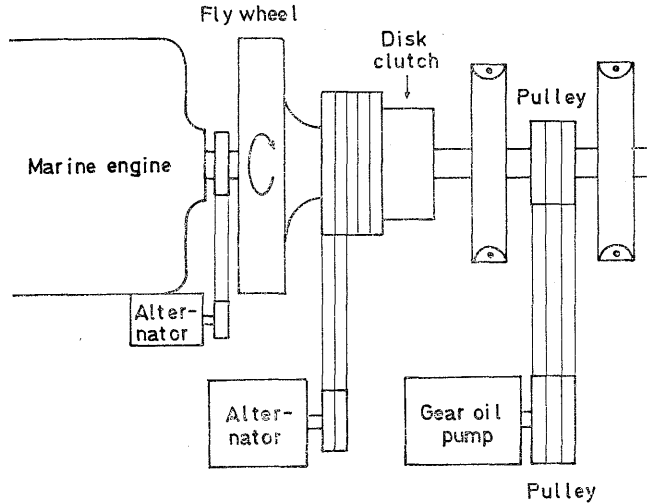 Fly wheel
Disk
clutch
Pulley
Marine engine
Alter-
nator
Alter-
nator
Gear oil
pump
Pulley